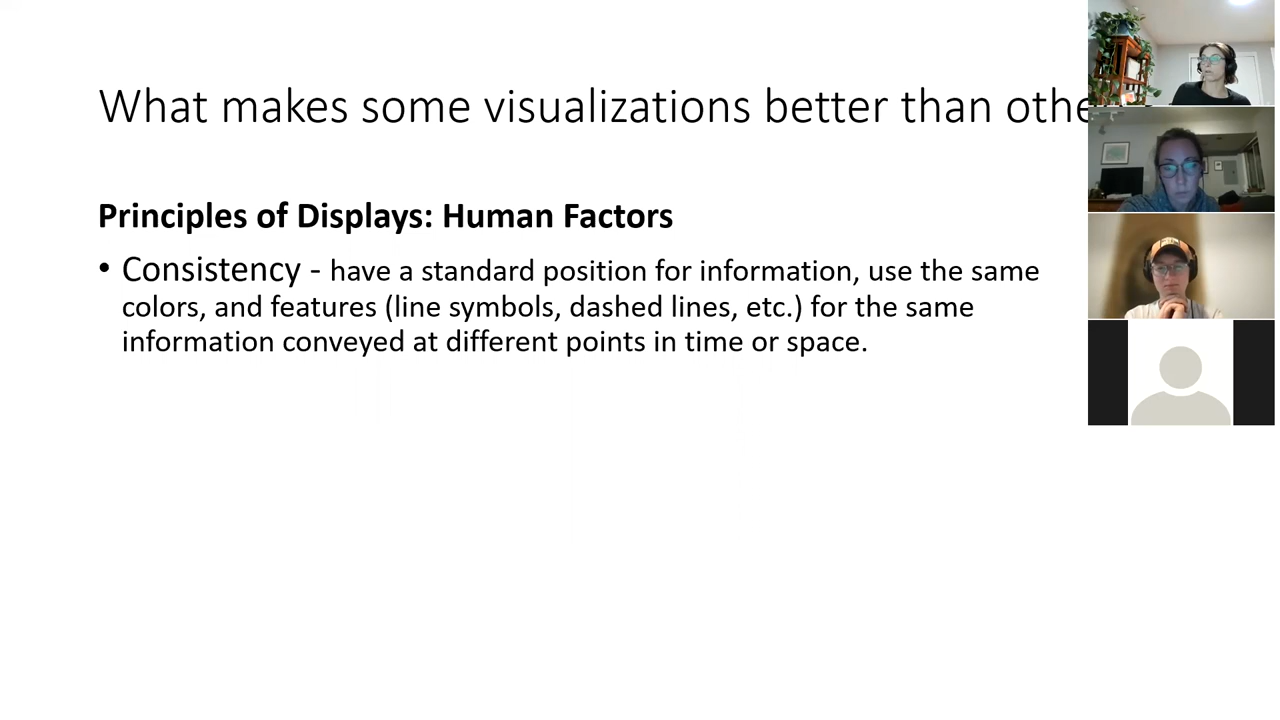 What makes some visualizations better than othe
Principles of Displays: Human Factors
• Consistency - have a standard position for information, use the same
colors, and features (line symbols, dashed lines, etc.) for the same
information conveyed at different points in time or space.